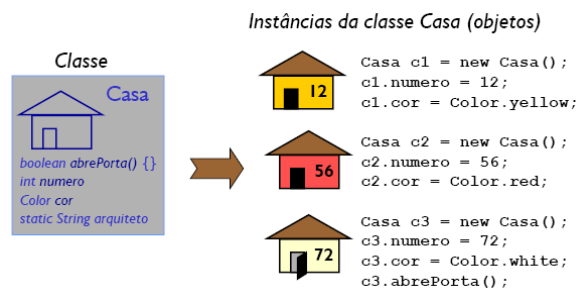 Instâncias da classe Casa (objetos)
Classe
Casa
boolean abrePorta() {}
int numero
Color cor
static String arquiteto
12
Casa c1 = new Casa();
c1.numero = 12;
c1.cor = Color.yellow;
56
Casa c2 = new Casa();
c2.numero = 56;
c2.cor = Color.red;
72
Casa c3 = new Casa();
c3.numero = 72;
c3.cor = Color.white;
c3.abrePorta();